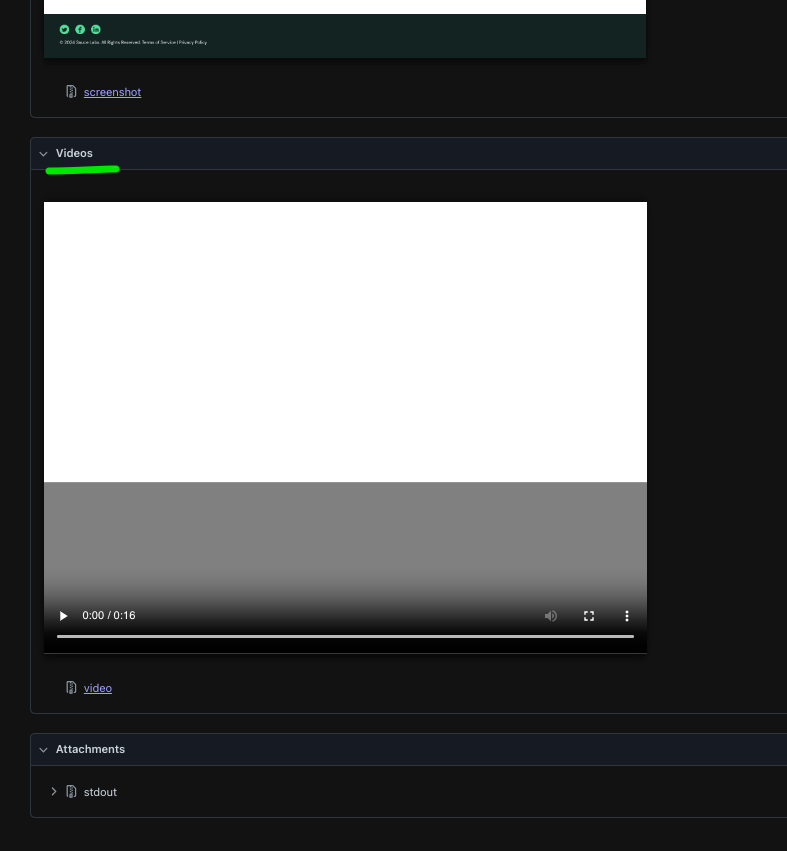 © 2024 Sauce Labs. All Rights Reserved. Terms of Service | Privacy Policy
screenshot
Videos
0:00 / 0:16
video
Attachments
stdout